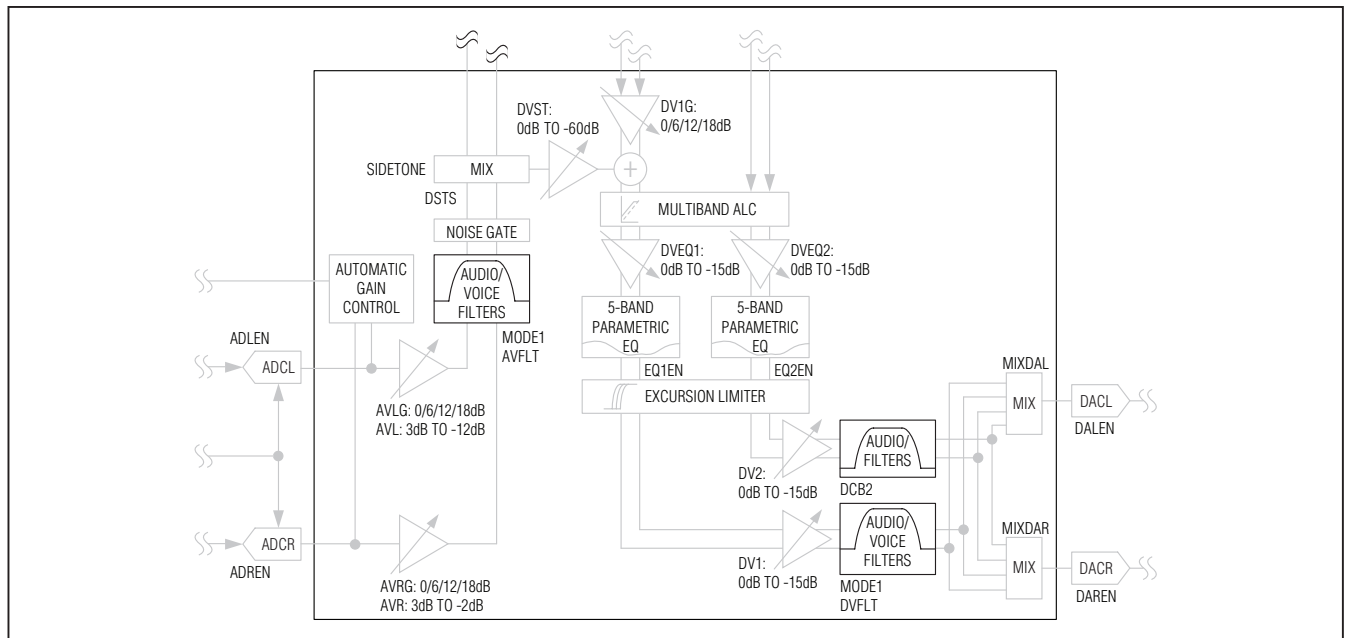 DVST:
0dB TO -60dB
DV1G:
0/6/12/18dB
SIDETONE
MIX
+
DSTS
MULTIBAND ALC
NOISE GATE
DVEQ1:
0dB TO -15dB
DVEQ2:
0dB TO -15dB
AUTOMATIC
GAIN
CONTROL
AUDIO/
VOICE
FILTERS
5-BAND
PARAMETRIC
EQ
5-BAND
PARAMETRIC
EQ
MODE1
AVFLT
ADLEN
ADCL
EQ1EN
EQ2EN
MIXDAL
EXCURSION LIMITER
MIX
DACL
DALEN
AVLG: 0/6/12/18dB
AVL: 3dB TO -12dB
AUDIO/
FILTERS
DV2:
0dB TO -15dB
DCB2
MIXDAR
ADCR
ADREN
AUDIO/
VOICE
FILTERS
MIX
DACR
DAREN
DV1:
0dB TO -15dB
MODE1
DVFLT
AVRG: 0/6/12/18dB
AVR: 3dB TO -2dB